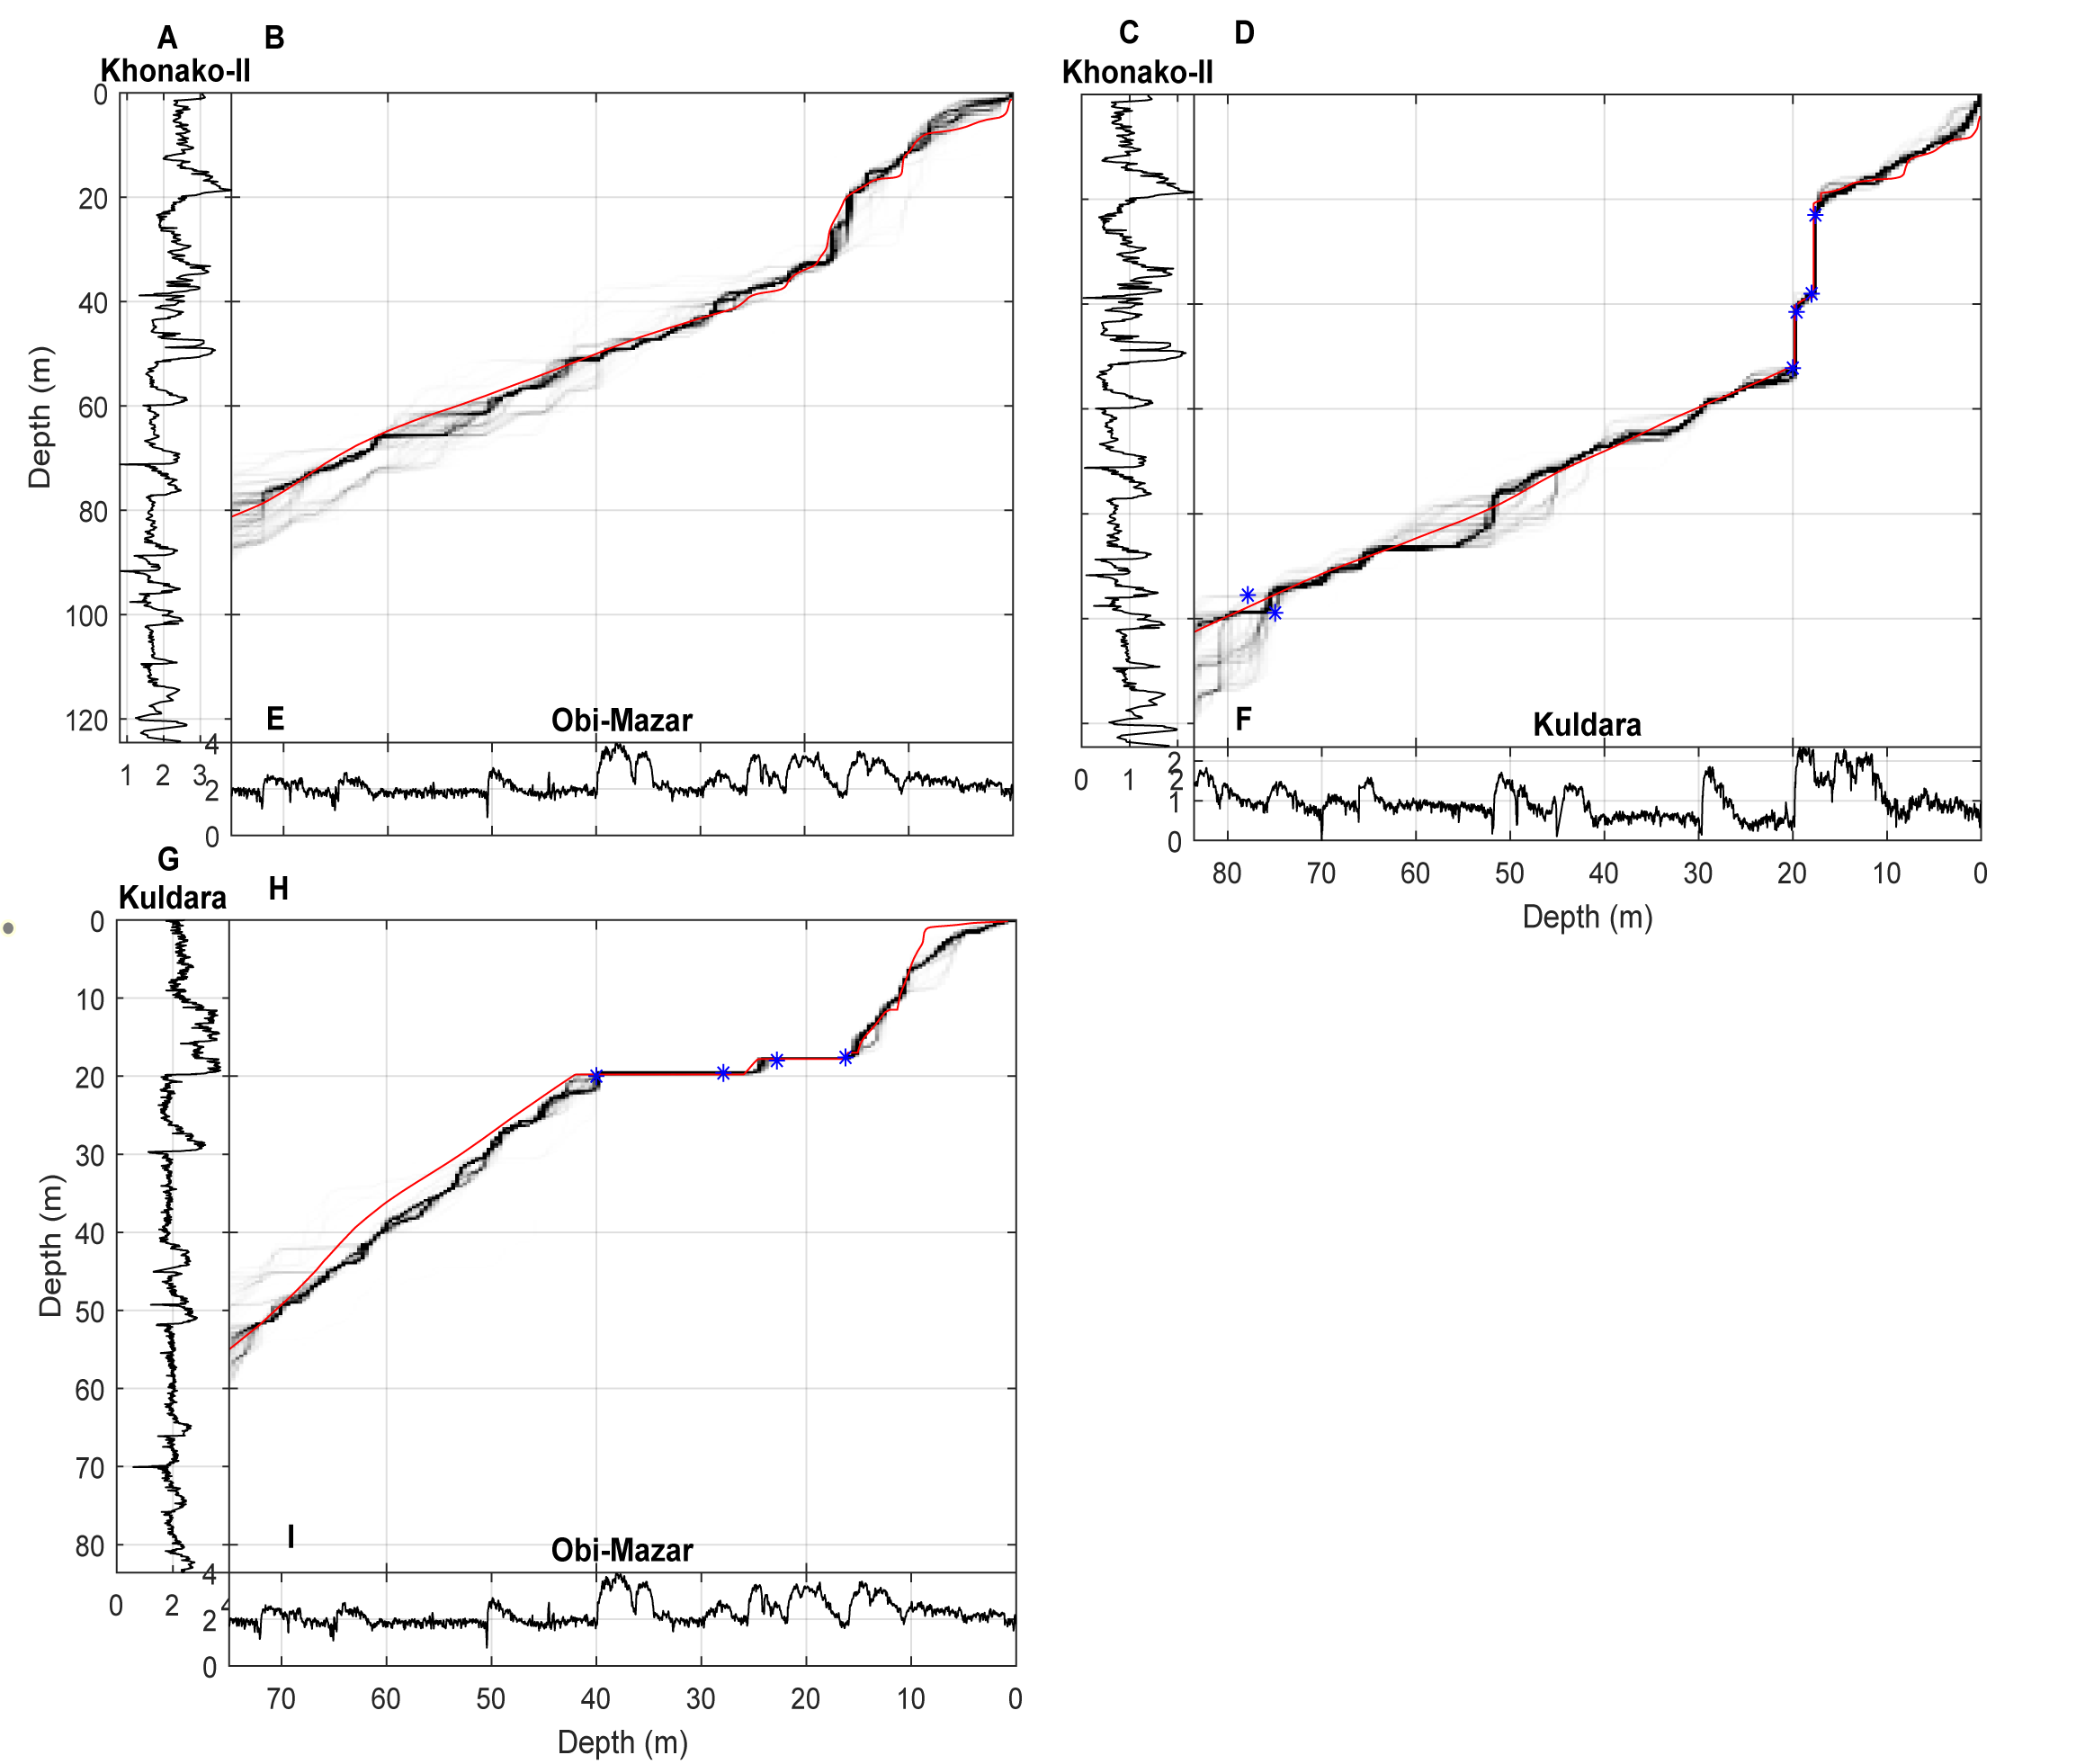 A B
Khonako-II
C D
Khonako-II
0
20
40
60
80
100
120
Depth (m)
E Obi-Mazar
F Kuldara
1 2 3
4
2
0
0 1 2
2
1
0
80 70 60 50 40 30 20 10 0
Depth (m)
G H
Kuldara
0
10
20
30
40
50
60
70
80
Depth (m)
I Obi-Mazar
0 2 4
4
2
0
70 60 50 40 30 20 10 0
Depth (m)